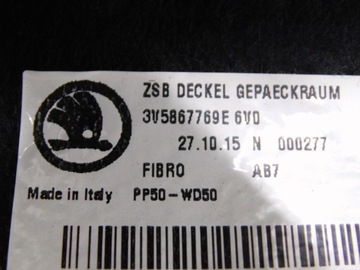 ZSB DECKEL GEPAECKRAUM
3V5867769E 6V0
27.10.15 N 000277
FIBRO AB7
Made in Italy PP50-WD50